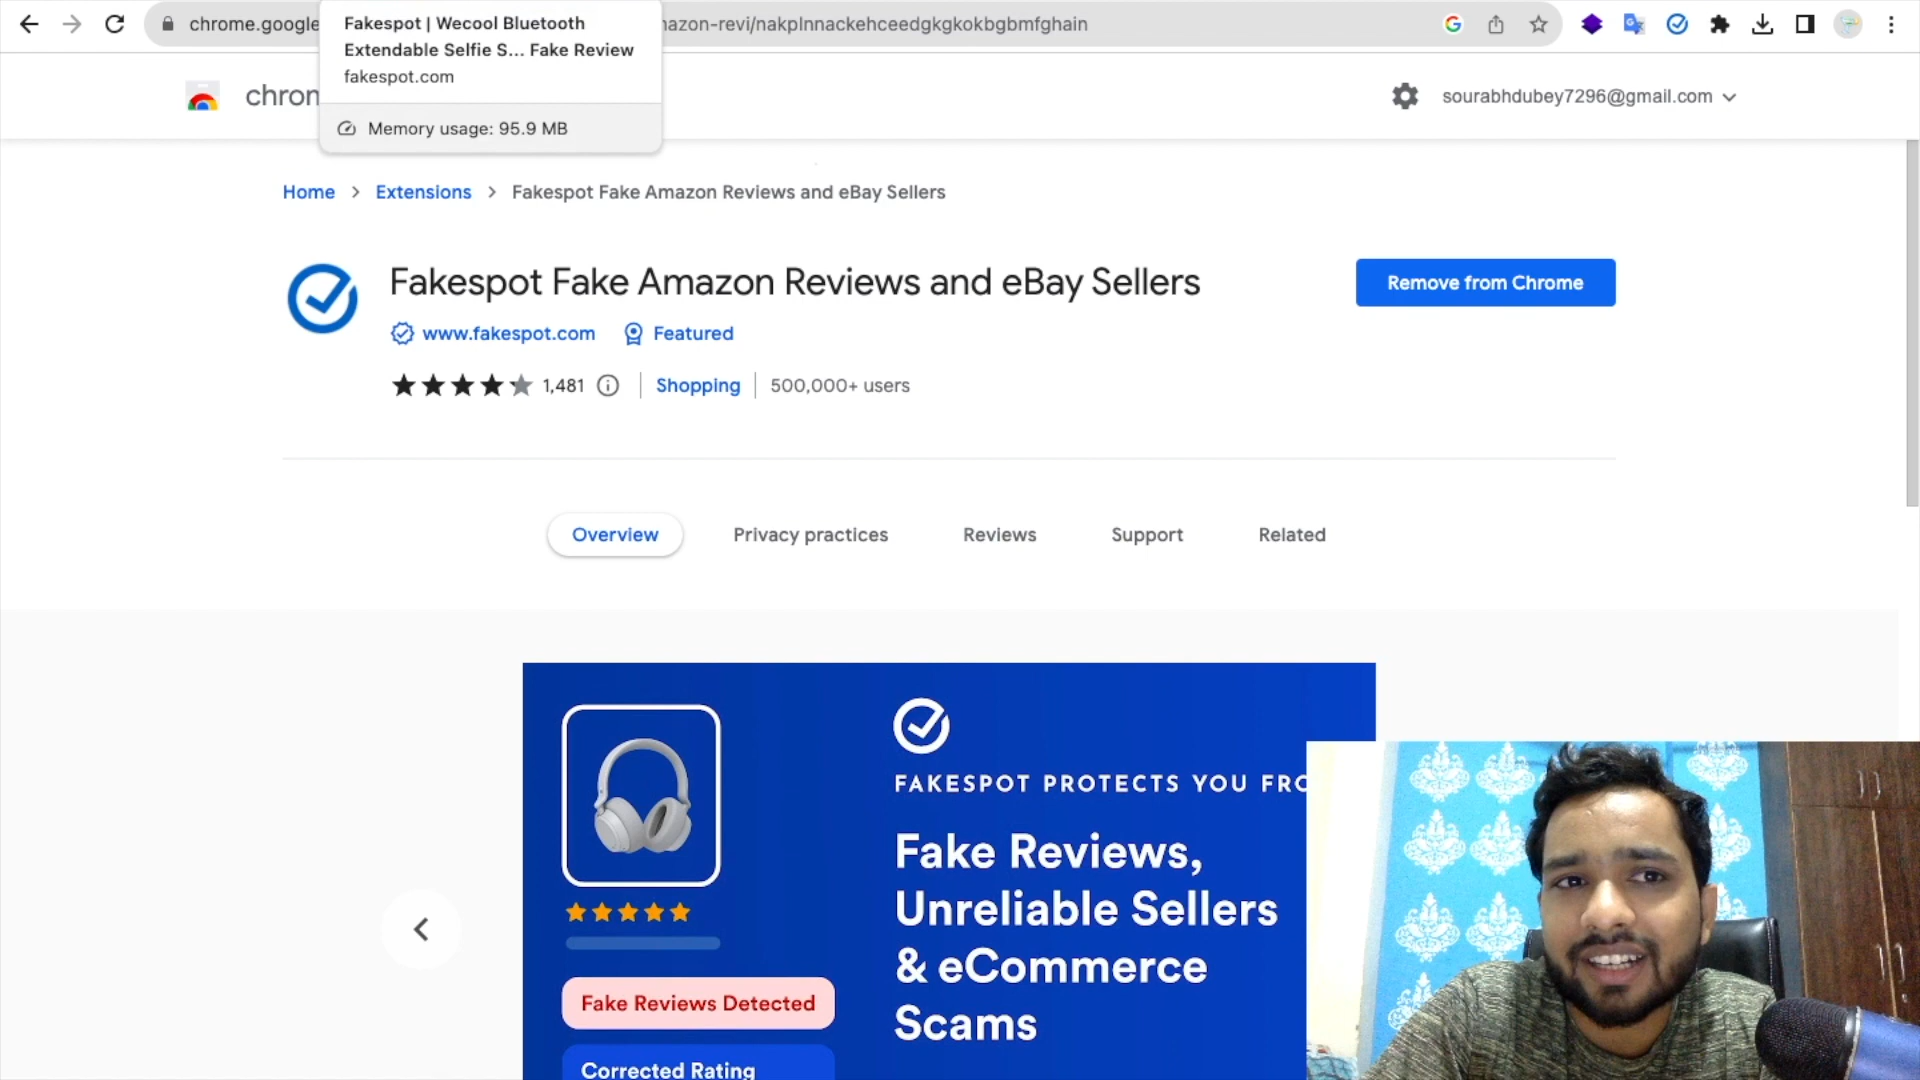 Fakespot | Wecool Bluetooth
Extendable Selfie S... Fake Review
fakespot.com
Memory usage: 95.9 MB
chrome.google
nazon-revi/nakplnnackehceedgkgkokbgbmfghain
chrom
sourabhdubey7296@gmail.com
Home > Extensions > Fakespot Fake Amazon Reviews and eBay Sellers
Fakespot Fake Amazon Reviews and eBay Sellers
Remove from Chrome
www.fakespot.com Featured
1,481 Shopping 500,000+ users
Overview Privacy practices Reviews Support Related
FAKESPOT PROTECTS YOU FRO
Fake Reviews,
Unreliable Sellers
& eCommerce
Scams
Fake Reviews Detected
Corrected Rating